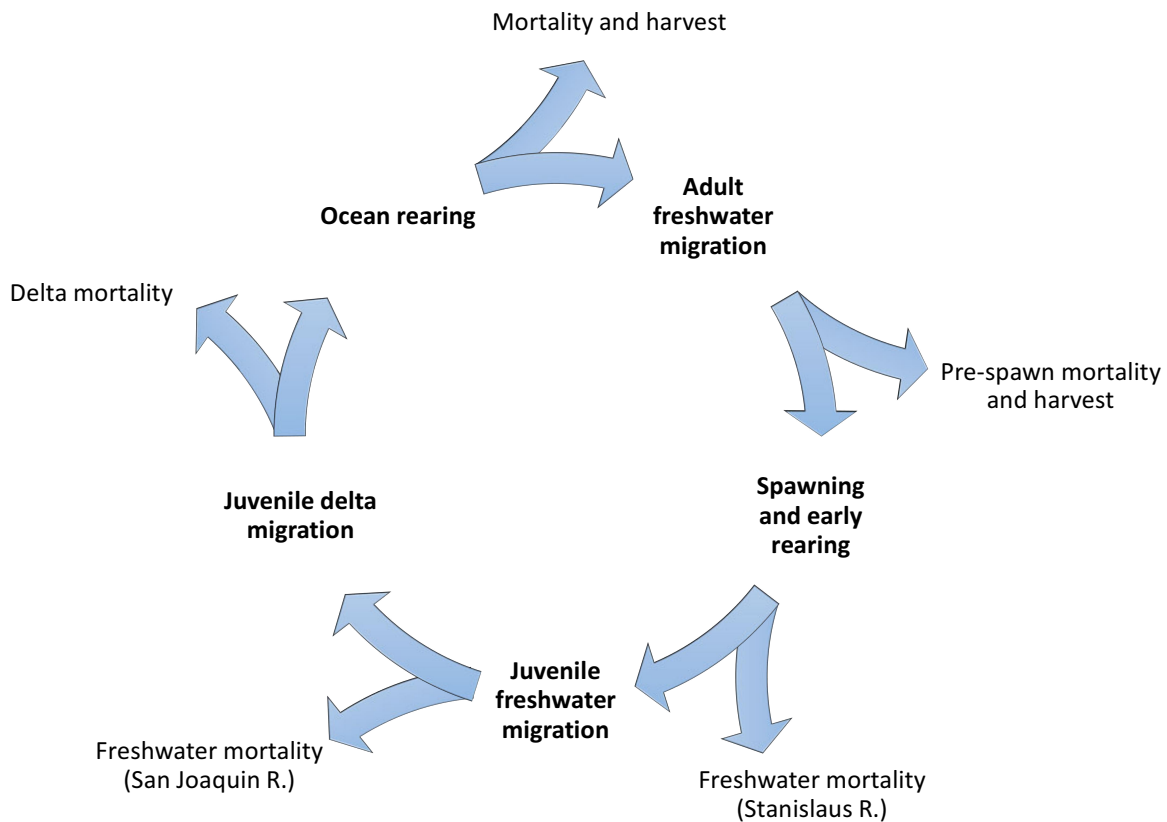 Mortality and harvest
Ocean rearing
Adult
freshwater
migration
Delta mortality
Pre-spawn mortality
and harvest
Juvenile delta
migration
Spawning
and early
rearing
Juvenile
freshwater
migration
Freshwater mortality
(San Joaquin R.)
Freshwater mortality
(Stanislaus R.)